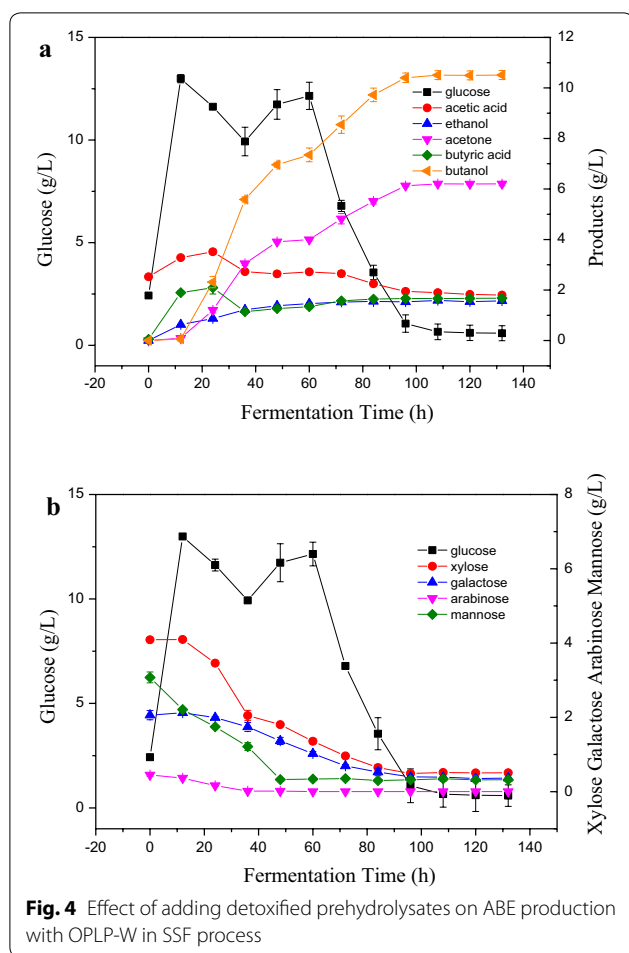 a
15
10
5
0
Glucose (g/L)
glucose
acetic acid
ethanol
acetone
butyric acid
butanol
12
10
8
6
4
2
0
Products (g/L)
-20 0 20 40 60 80 100 120 140
Fermentation Time (h)
b
15
10
5
0
Glucose (g/L)
glucose
xylose
galactose
arabinose
mannose
8
6
4
2
0
Xylose Galactose Arabinose Mannose (g/L)
-20 0 20 40 60 80 100 120 140
Fermentation Time (h)
Fig. 4 Effect of adding detoxified prehydrolysates on ABE production
with OPLP-W in SSF process